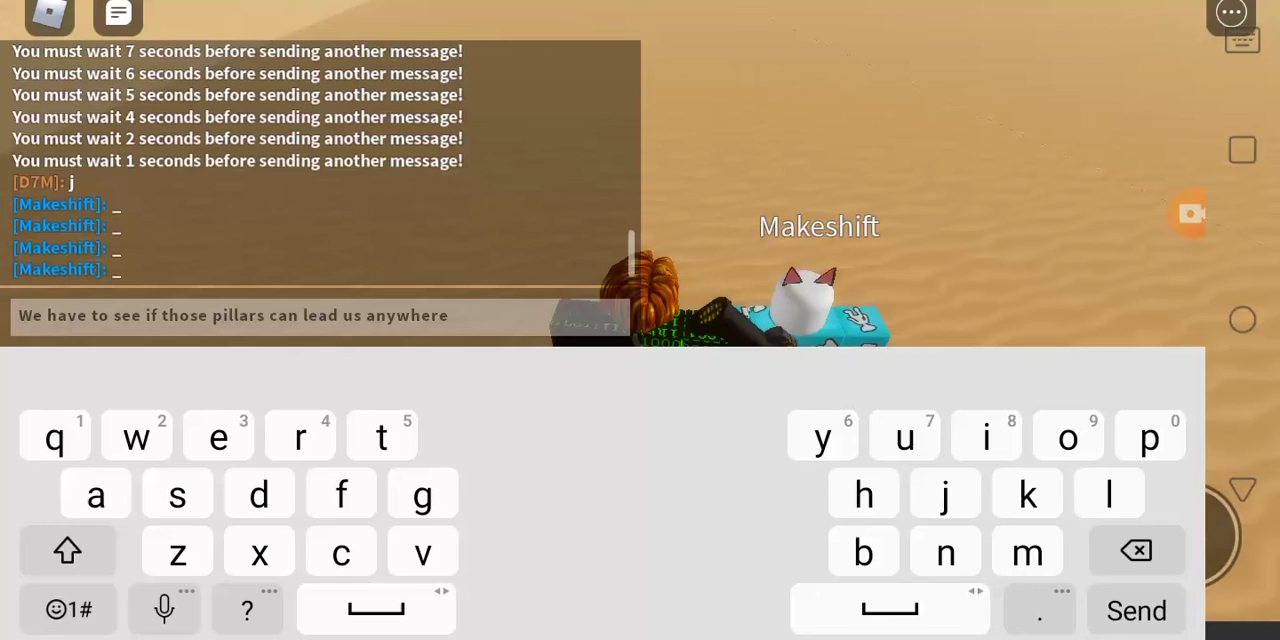 You must wait 7 seconds before sending another message!
You must wait 6 seconds before sending another message!
You must wait 5 seconds before sending another message!
You must wait 4 seconds before sending another message!
You must wait 2 seconds before sending another message!
You must wait 1 seconds before sending another message!
[D7M]: j
[Makeshift]: _
[Makeshift]: _
[Makeshift]: _
[Makeshift]: _
Makeshift
We have to see if those pillars can lead us anywhere
q 1 w 2 e 3 r 4 t 5 y 6 u 7 i 8 o 9 p 0
a s d f g h j k l
z x c v b n m
1# ? . Send